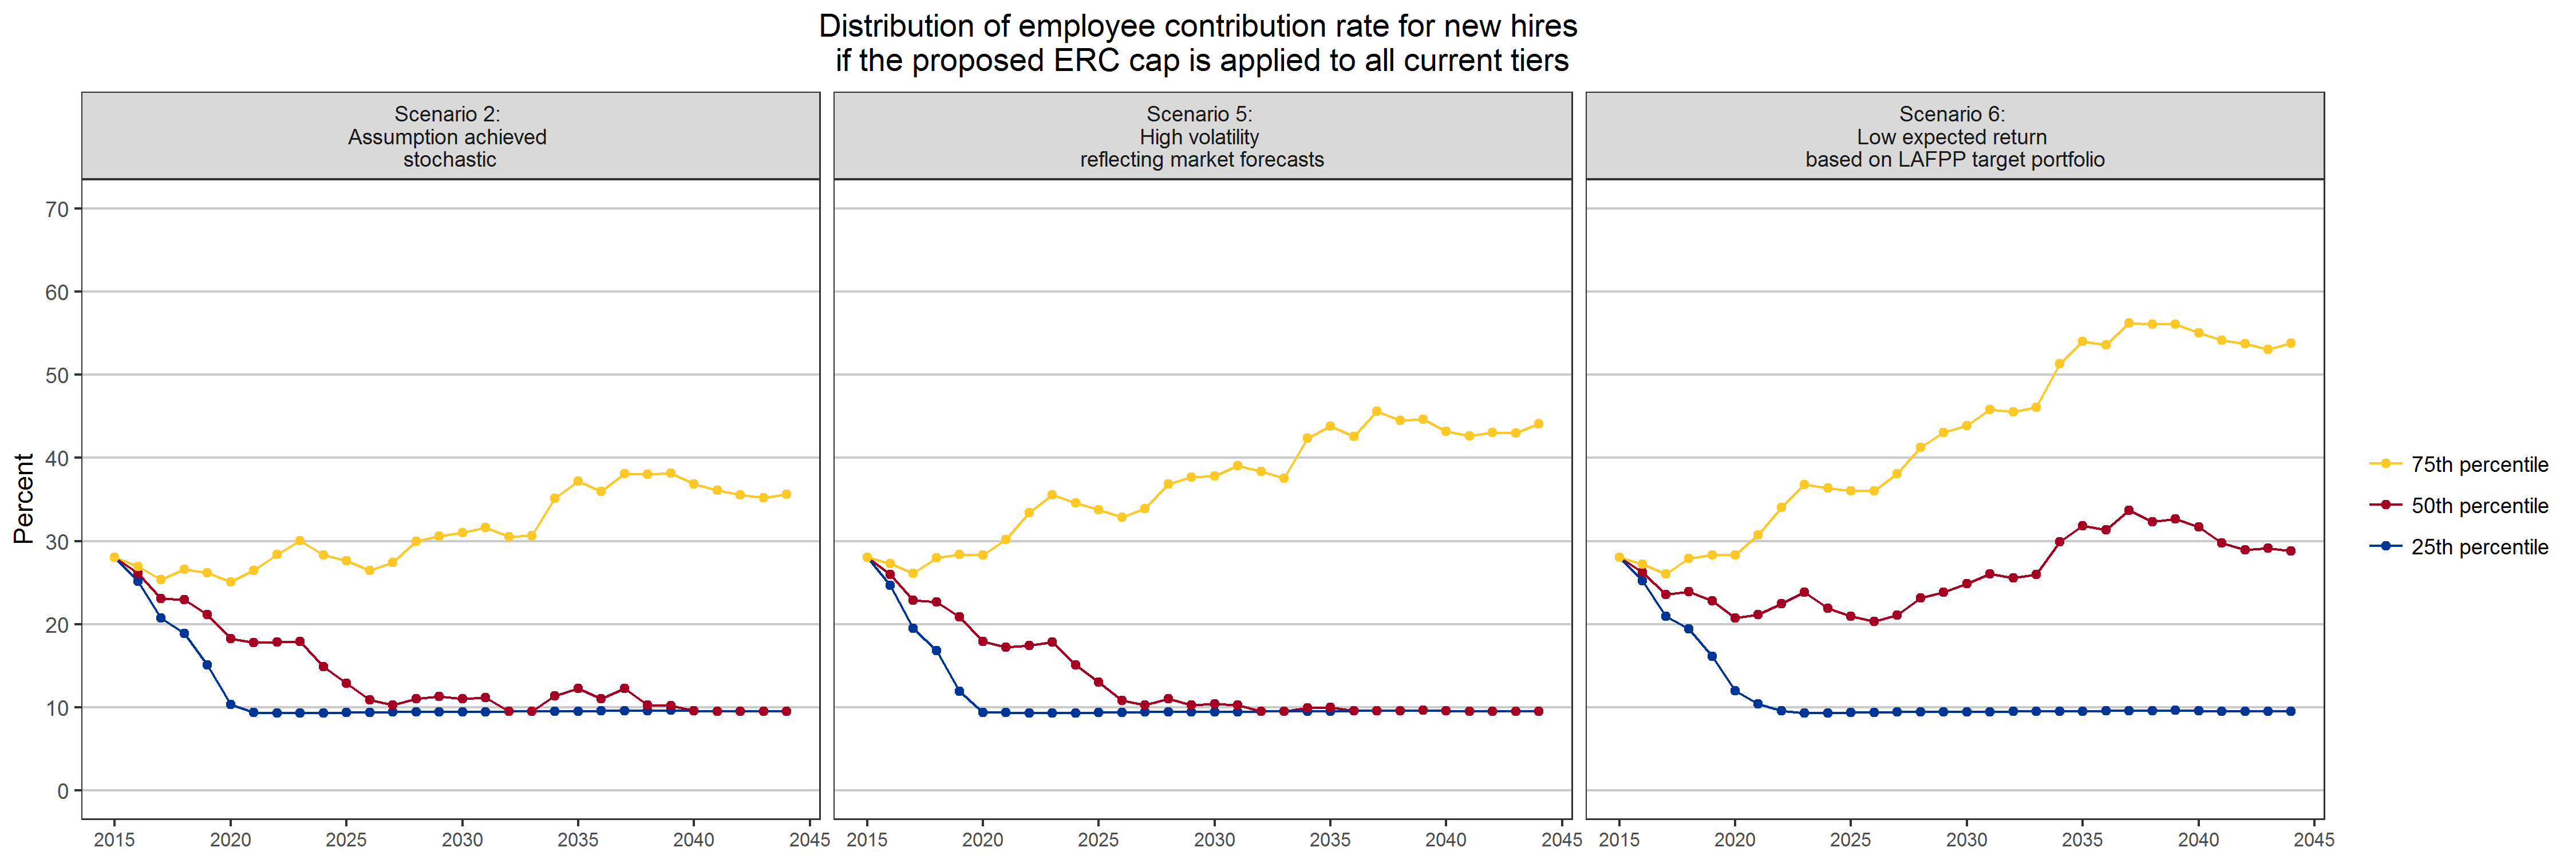 Distribution of employee contribution rate for new hires
if the proposed ERC cap is applied to all current tiers
Scenario 2:
Assumption achieved
stochastic
Scenario 5:
High volatility
reflecting market forecasts
Scenario 6:
Low expected return
based on LAFPP target portfolio
Percent
70
60
50
40
30
20
10
0
2015 2020 2025 2030 2035 2040 2045
2015 2020 2025 2030 2035 2040 2045
2015 2020 2025 2030 2035 2040 2045
75th percentile
50th percentile
25th percentile